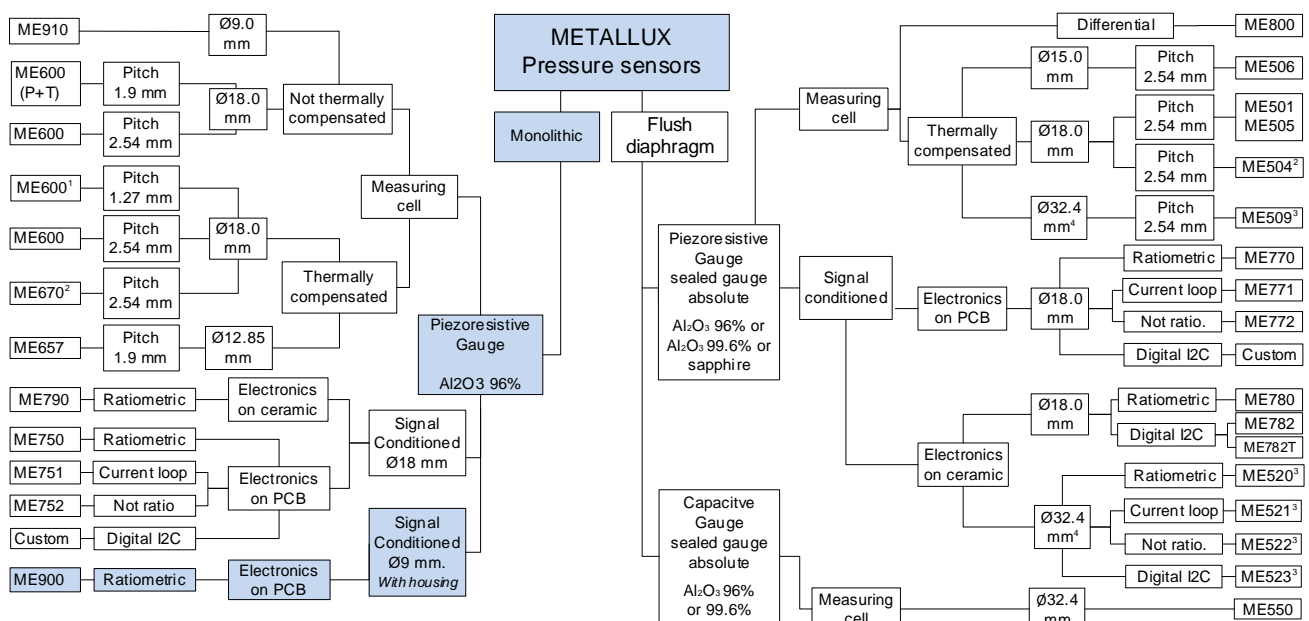 METALLUX
Pressure sensors
Monolithic
Flush
diaphragm
ME910
Ø9.0
mm
ME600
(P+T)
Pitch
1.9 mm
Ø18.0
mm
Not thermally
compensated
ME600
Pitch
2.54 mm
ME600¹
Pitch
1.27 mm
Measuring
cell
ME600
Pitch
2.54 mm
Ø18.0
mm
Thermally
compensated
ME670²
Pitch
2.54 mm
ME657
Pitch
1.9 mm
Ø12.85
mm
Piezoresistive
Gauge
Al2O3 96%
ME790
Ratiometric
Electronics
on ceramic
Signal
Conditioned
Ø18 mm
ME750
Ratiometric
ME751
Current loop
Electronics
on PCB
ME752
Not ratio
Custom
Digital I2C
Signal
Conditioned
Ø9 mm.
With housing
ME900
Ratiometric
Electronics
on PCB
Differential
ME800
Measuring
cell
Ø15.0
mm
Pitch
2.54 mm
ME506
Thermally
compensated
Ø18.0
mm
Pitch
2.54 mm
ME501
ME505
Pitch
2.54 mm
ME504²
Ø32.4
mm⁴
Pitch
2.54 mm
ME509³
Piezoresistive
Gauge
sealed gauge
absolute
Al₂O₃ 96% or
Al₂O₃ 99.6% or
sapphire
Signal
conditioned
Electronics
on PCB
Ø18.0
mm
Ratiometric
ME770
Current loop
ME771
Not ratio.
ME772
Digital I2C
Custom
Electronics
on ceramic
Ø18.0
mm
Ratiometric
ME780
Digital I2C
ME782
ME782T
Ø32.4
mm⁴
Ratiometric
ME520³
Current loop
ME521³
Not ratio.
ME522³
Digital I2C
ME523³
Capacitve
Gauge
sealed gauge
absolute
Al₂O₃ 96%
or 99.6%
Measuring
cell
Ø32.4
mm
ME550